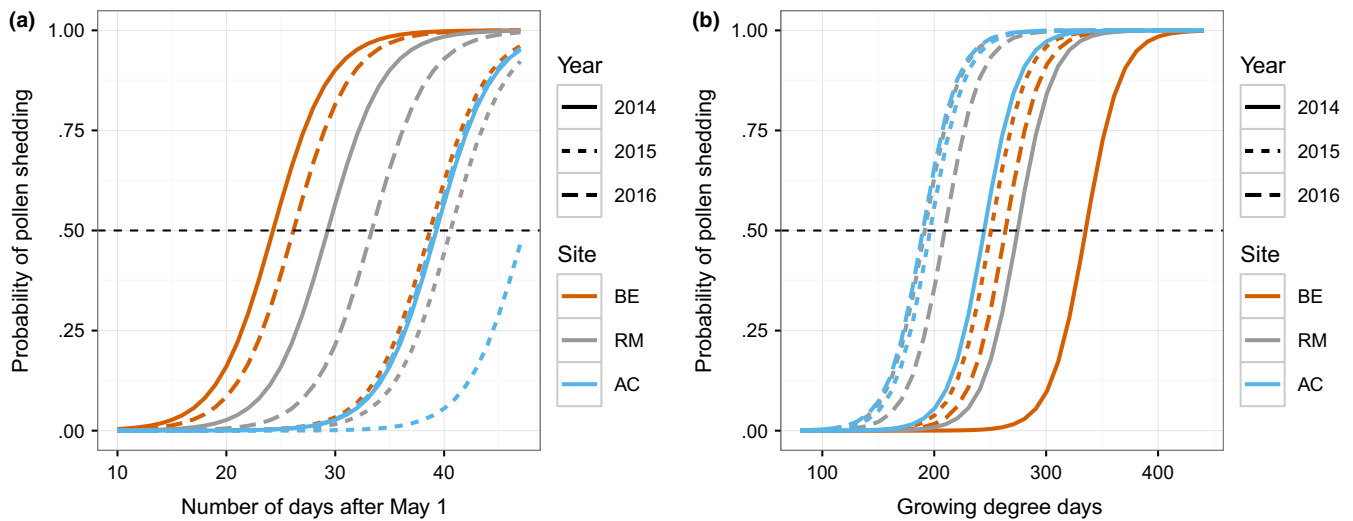 (a)
Probability of pollen shedding
1.00
.75
.50
.25
.00
10
20
30
40
Number of days after May 1
Year
2014
2015
2016
Site
BE
RM
AC
(b)
Probability of pollen shedding
1.00
.75
.50
.25
.00
100
200
300
400
Growing degree days
Year
2014
2015
2016
Site
BE
RM
AC